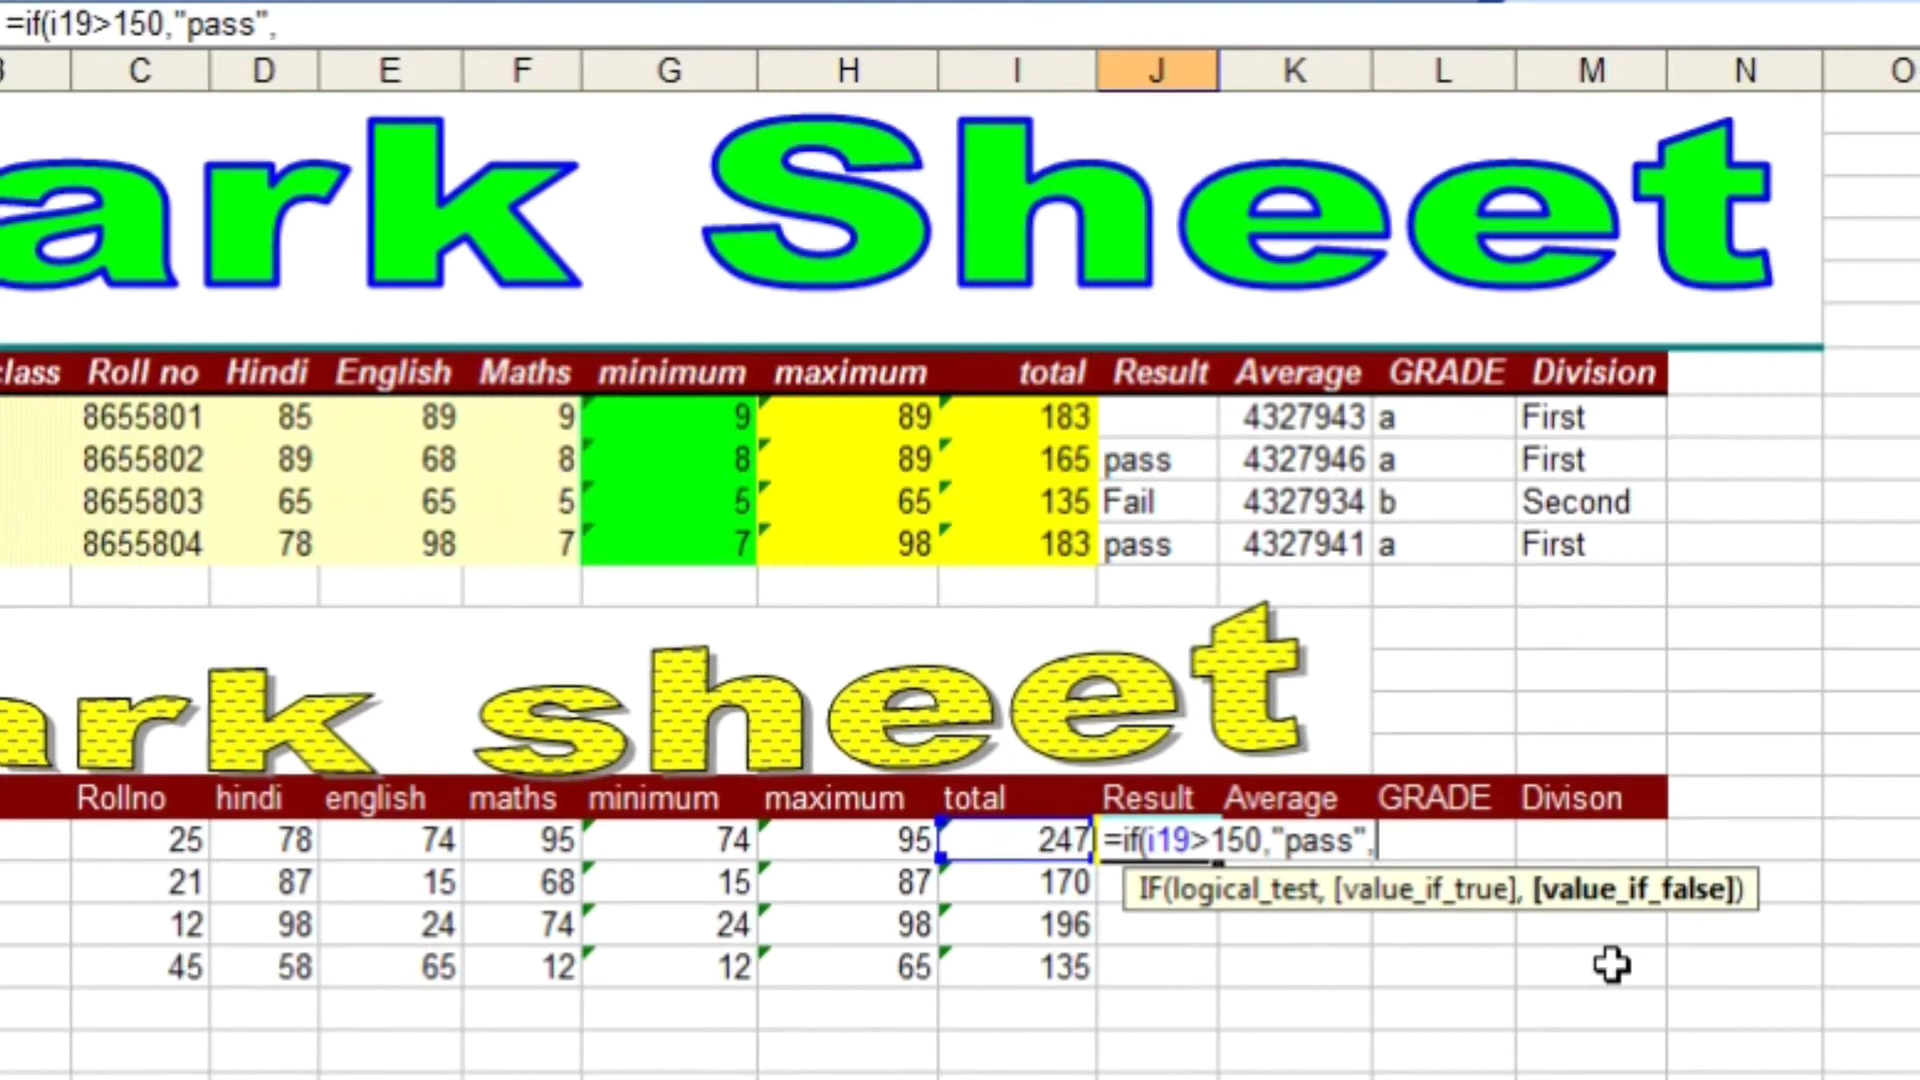 =if(i19>150,"pass",
C D E F G H I J K L M N O
ark Sheet
class Roll no Hindi English Maths minimum maximum total Result Average GRADE Division
8655801 85 89 9 9 89 183 4327943 a First
8655802 89 68 8 8 89 165 pass 4327946 a First
8655803 65 65 5 5 65 135 Fail 4327934 b Second
8655804 78 98 7 7 98 183 pass 4327941 a First
ark sheet
Rollno hindi english maths minimum maximum total Result Average GRADE Divison
25 78 74 95 74 95 247 =if(i19>150,"pass",
21 87 15 68 15 87 170
IF(logical_test, [value_if_true], [value_if_false])
12 98 24 74 24 98 196
45 58 65 12 12 65 135